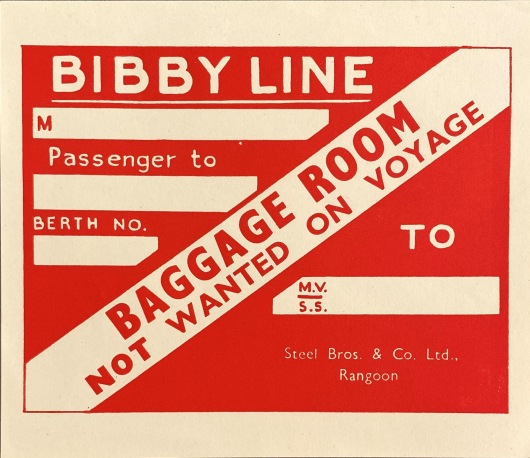 BIBBY LINE
M
Passenger to
BERTH NO.
BAGGAGE ROOM
NOT WANTED ON VOYAGE
TO
M.V.
S.S.
Steel Bros. & Co. Ltd.,
Rangoon